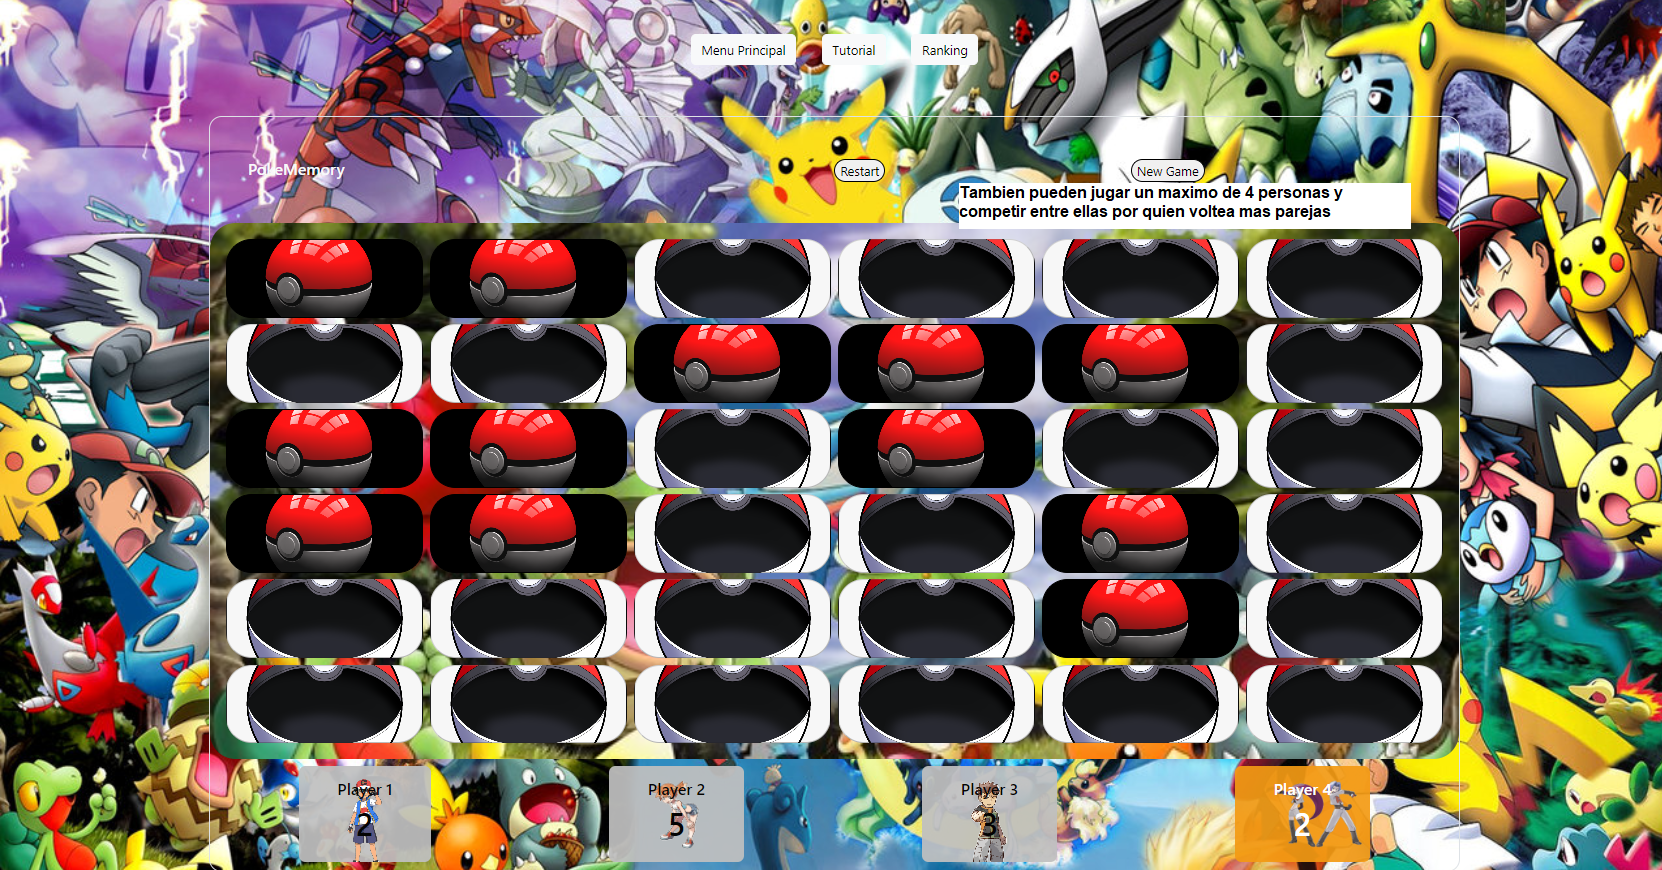 Menu Principal
Tutorial
Ranking
PokeMemory
Restart
New Game
Tambien pueden jugar un maximo de 4 personas y
competir entre ellas por quien voltea mas parejas
Player 1
2
Player 2
5
Player 3
3
Player 4
2